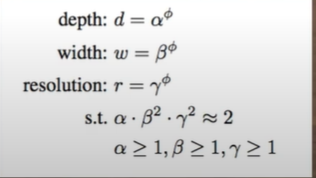 depth: d = α^ϕ
width: w = β^ϕ
resolution: r = γ^ϕ
s.t. α · β² · γ² ≈ 2
α ≥ 1, β ≥ 1, γ ≥ 1